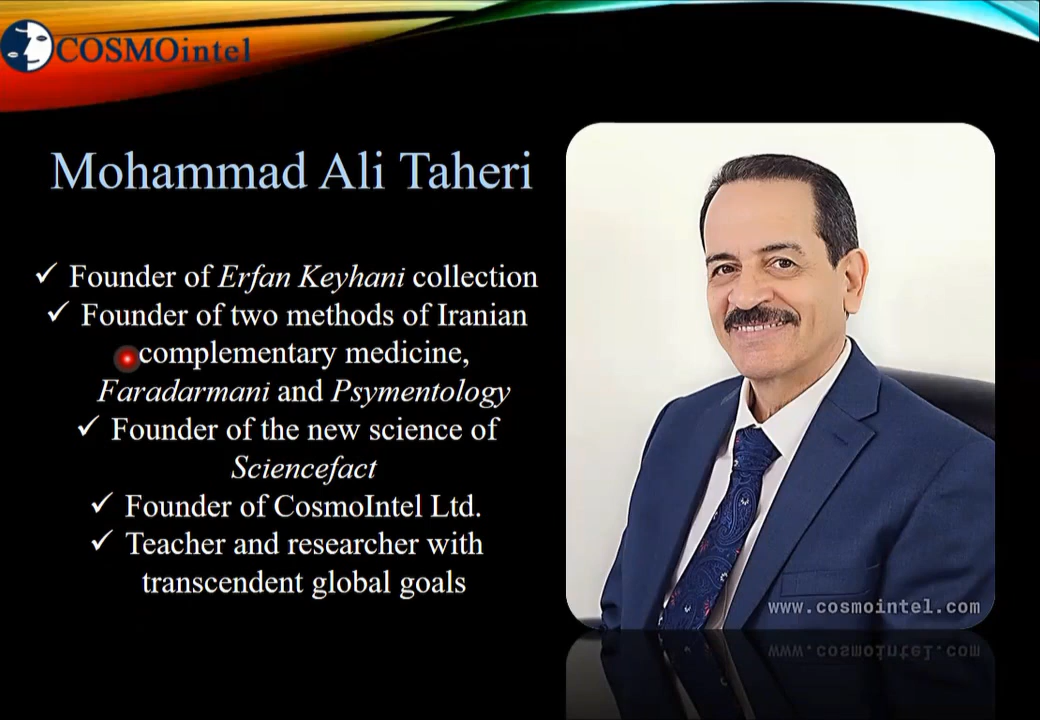 COSMOintel
Mohammad Ali Taheri
✓ Founder of Erfan Keyhani collection
✓ Founder of two methods of Iranian
complementary medicine,
Faradarmani and Psymentology
✓ Founder of the new science of
Sciencefact
✓ Founder of CosmoIntel Ltd.
✓ Teacher and researcher with
transcendent global goals
www.cosmointel.com